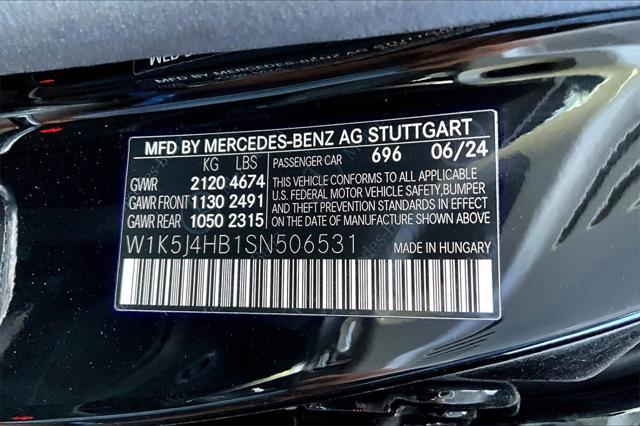 MFD BY MERCEDES-BENZ AG STUTTGART
KG LBS PASSENGER CAR 696 06/24
GVWR 2120 4674
GAWR FRONT 1130 2491
GAWR REAR 1050 2315
THIS VEHICLE CONFORMS TO ALL APPLICABLE
U.S. FEDERAL MOTOR VEHICLE SAFETY, BUMPER
AND THEFT PREVENTION STANDARDS IN EFFECT
ON THE DATE OF MANUFACTURE SHOWN ABOVE.
W1K5J4HB1SN506531 MADE IN HUNGARY